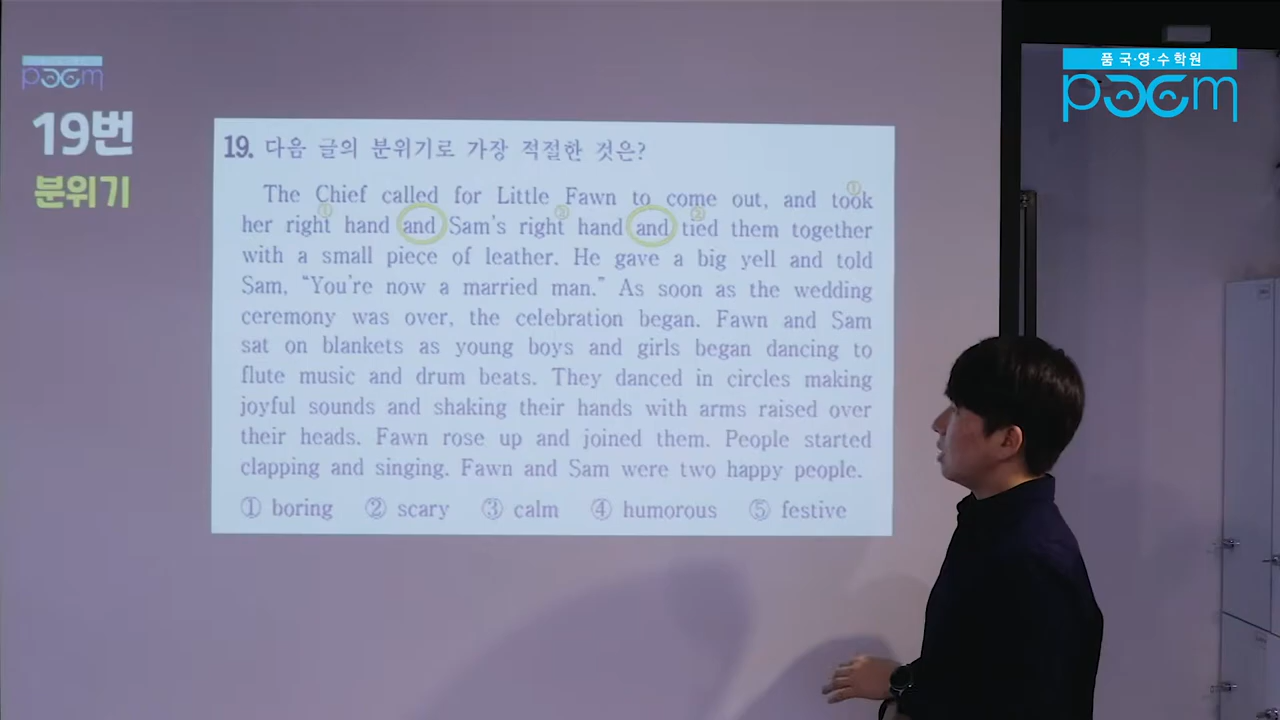 poem
품 국·영·수 학원
poem
19번
분위기
19. 다음 글의 분위기로 가장 적절한 것은?
①
The Chief called for Little Fawn to come out, and took
① ② ②
her right hand and Sam's right hand and tied them together
with a small piece of leather. He gave a big yell and told
Sam, “You're now a married man.” As soon as the wedding
ceremony was over, the celebration began. Fawn and Sam
sat on blankets as young boys and girls began dancing to
flute music and drum beats. They danced in circles making
joyful sounds and shaking their hands with arms raised over
their heads. Fawn rose up and joined them. People started
clapping and singing. Fawn and Sam were two happy people.
① boring ② scary ③ calm ④ humorous ⑤ festive